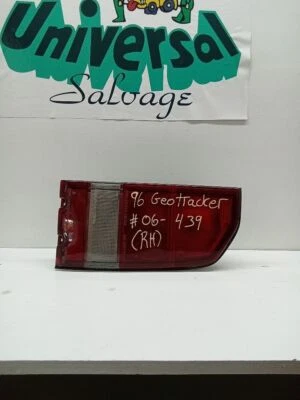 Universal
Salvage
96 Geotracker
#06-439
(RH)